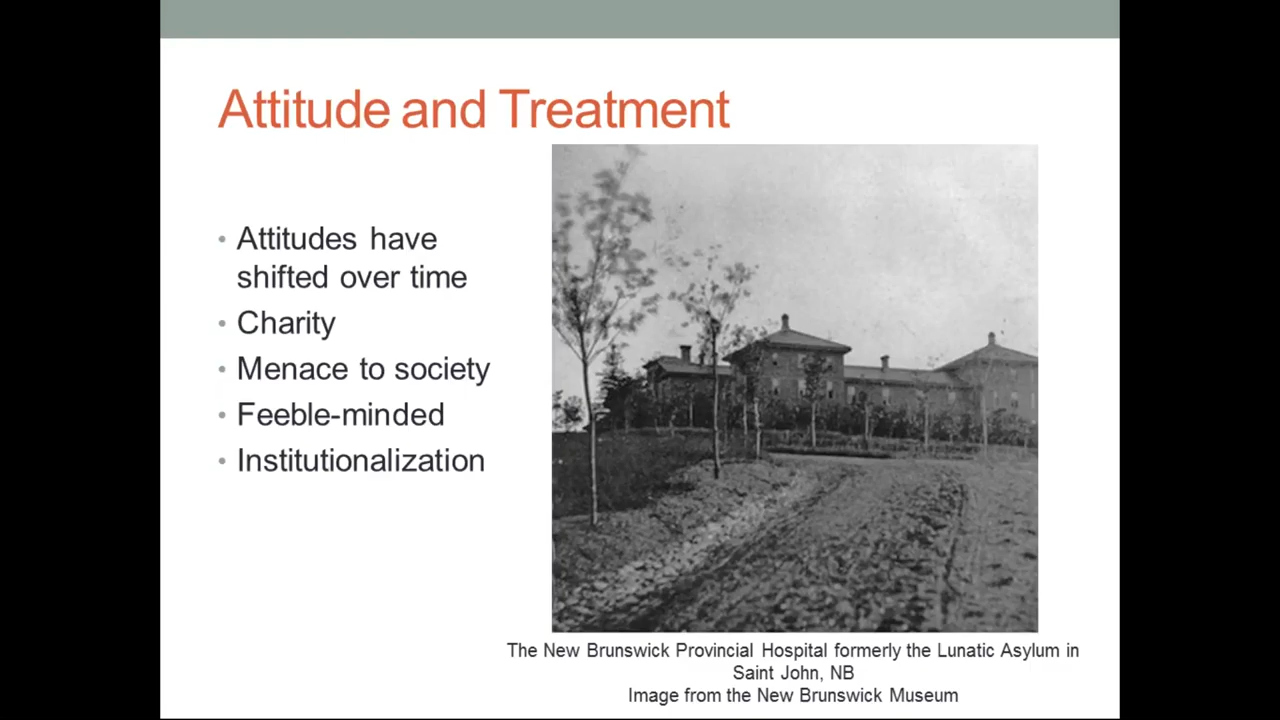 Attitude and Treatment
• Attitudes have
shifted over time
• Charity
• Menace to society
• Feeble-minded
• Institutionalization
The New Brunswick Provincial Hospital formerly the Lunatic Asylum in
Saint John, NB
Image from the New Brunswick Museum